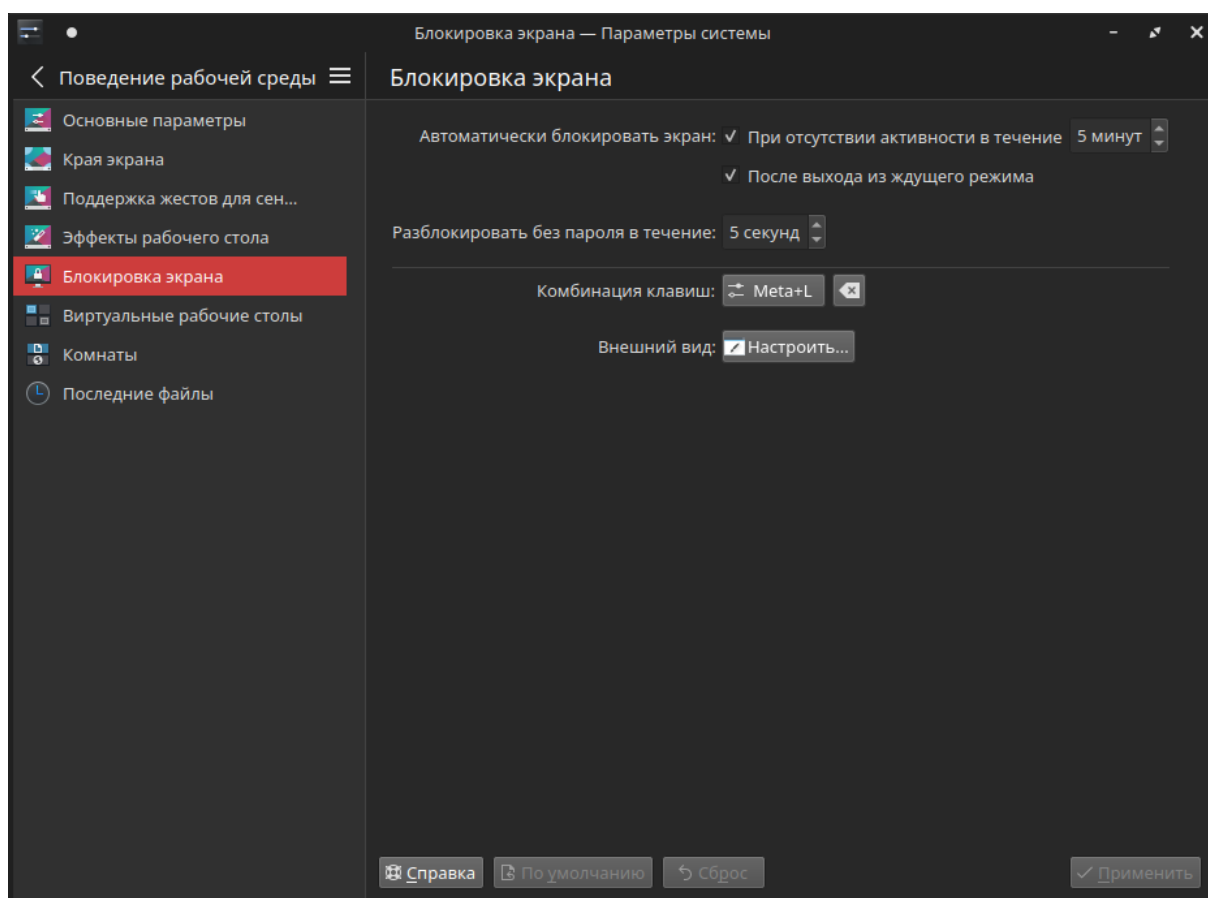 Блокировка экрана — Параметры системы
Поведение рабочей среды
Основные параметры
Края экрана
Поддержка жестов для сен...
Эффекты рабочего стола
Блокировка экрана
Виртуальные рабочие столы
Комнаты
Последние файлы
Блокировка экрана
Автоматически блокировать экран: При отсутствии активности в течение 5 минут
После выхода из ждущего режима
Разблокировать без пароля в течение: 5 секунд
Комбинация клавиш: Meta+L
Внешний вид: Настроить...
Справка По умолчанию Сброс Применить